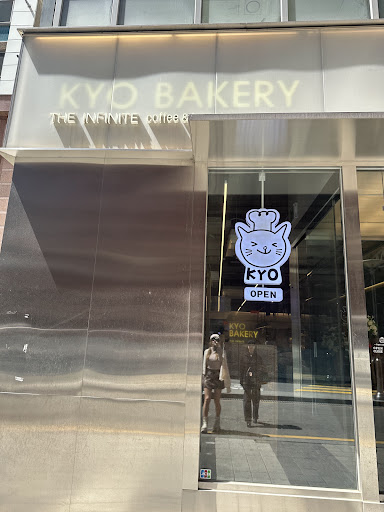 KYO BAKERY
THE INFINITE coffee &
KYO
OPEN
KYO
BAKERY